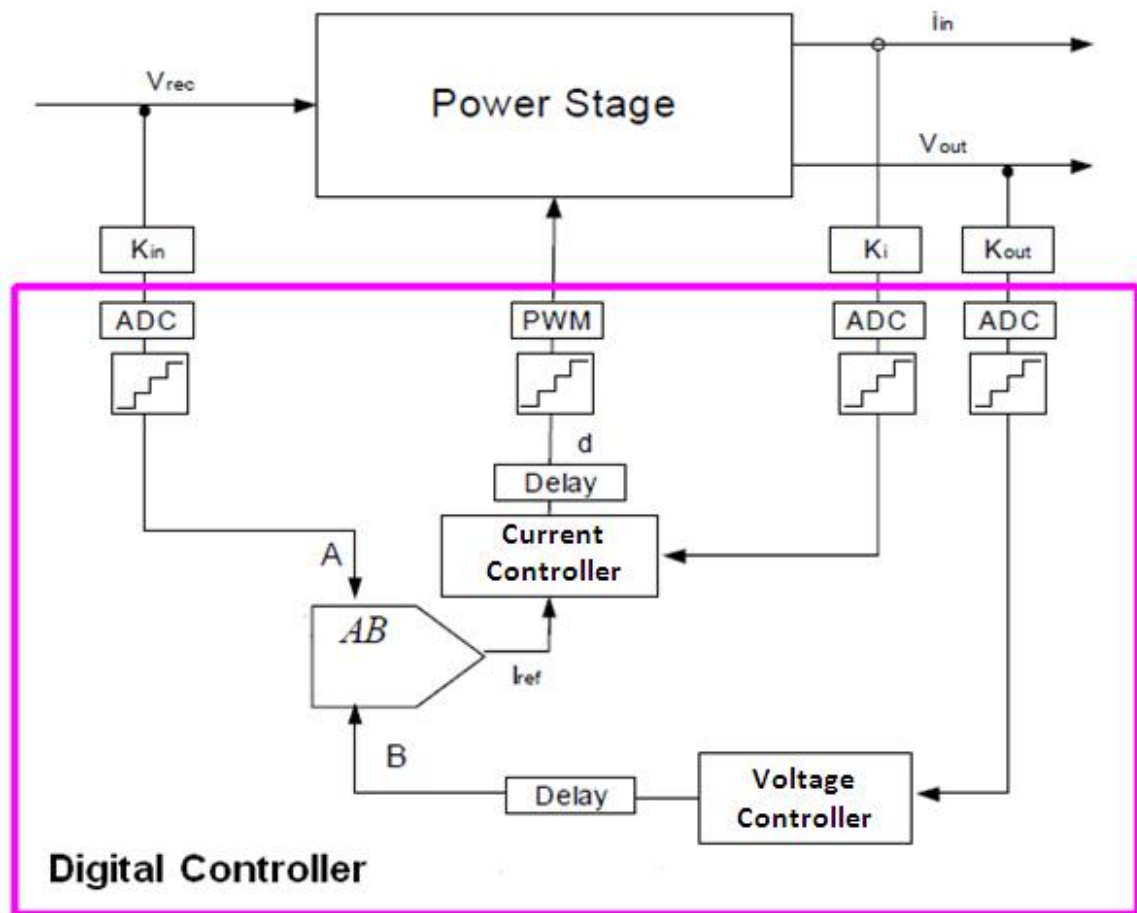 iin
Vrec
Power Stage
Vout
Kin
Ki
Kout
ADC
PWM
ADC
ADC
d
Delay
Current
Controller
A
AB
Iref
B
Delay
Voltage
Controller
Digital Controller